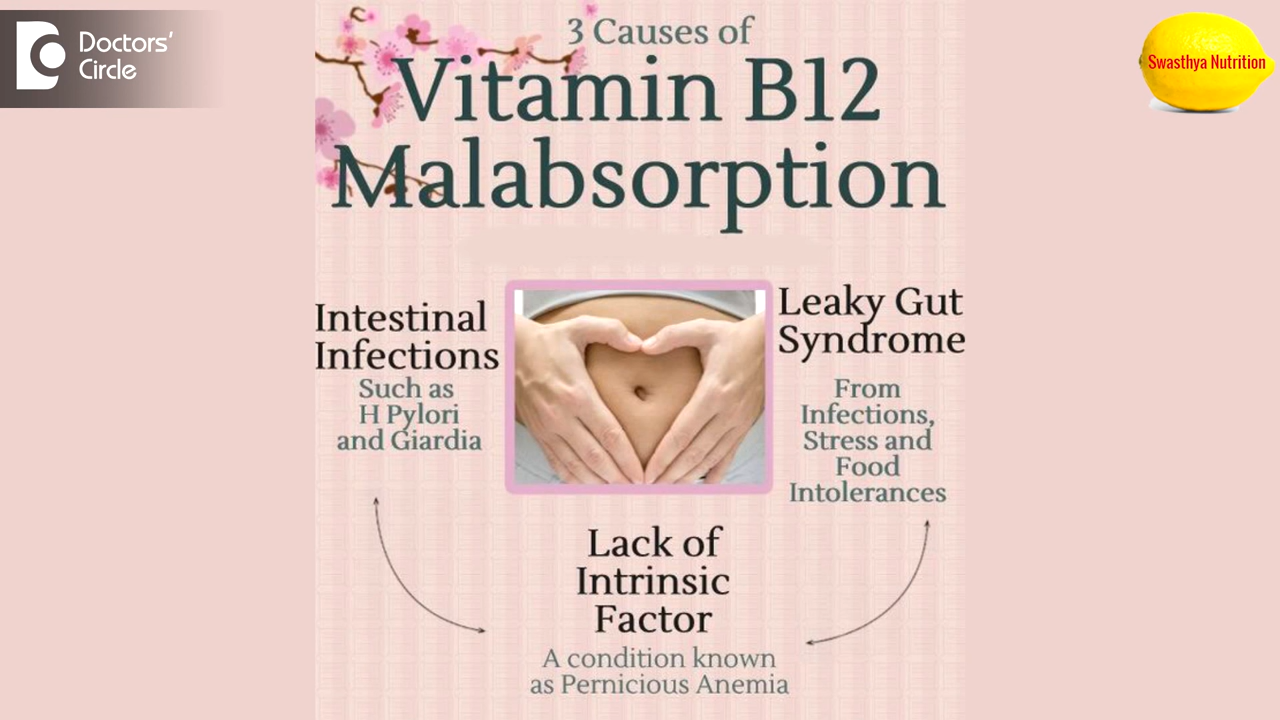 Doctors'
Circle
3 Causes of
Vitamin B12
Malabsorption
Swasthya Nutrition
Intestinal
Infections
Such as
H Pylori
and Giardia
Leaky Gut
Syndrome
From
Infections,
Stress and
Food
Intolerances
Lack of
Intrinsic
Factor
A condition known
as Pernicious Anemia